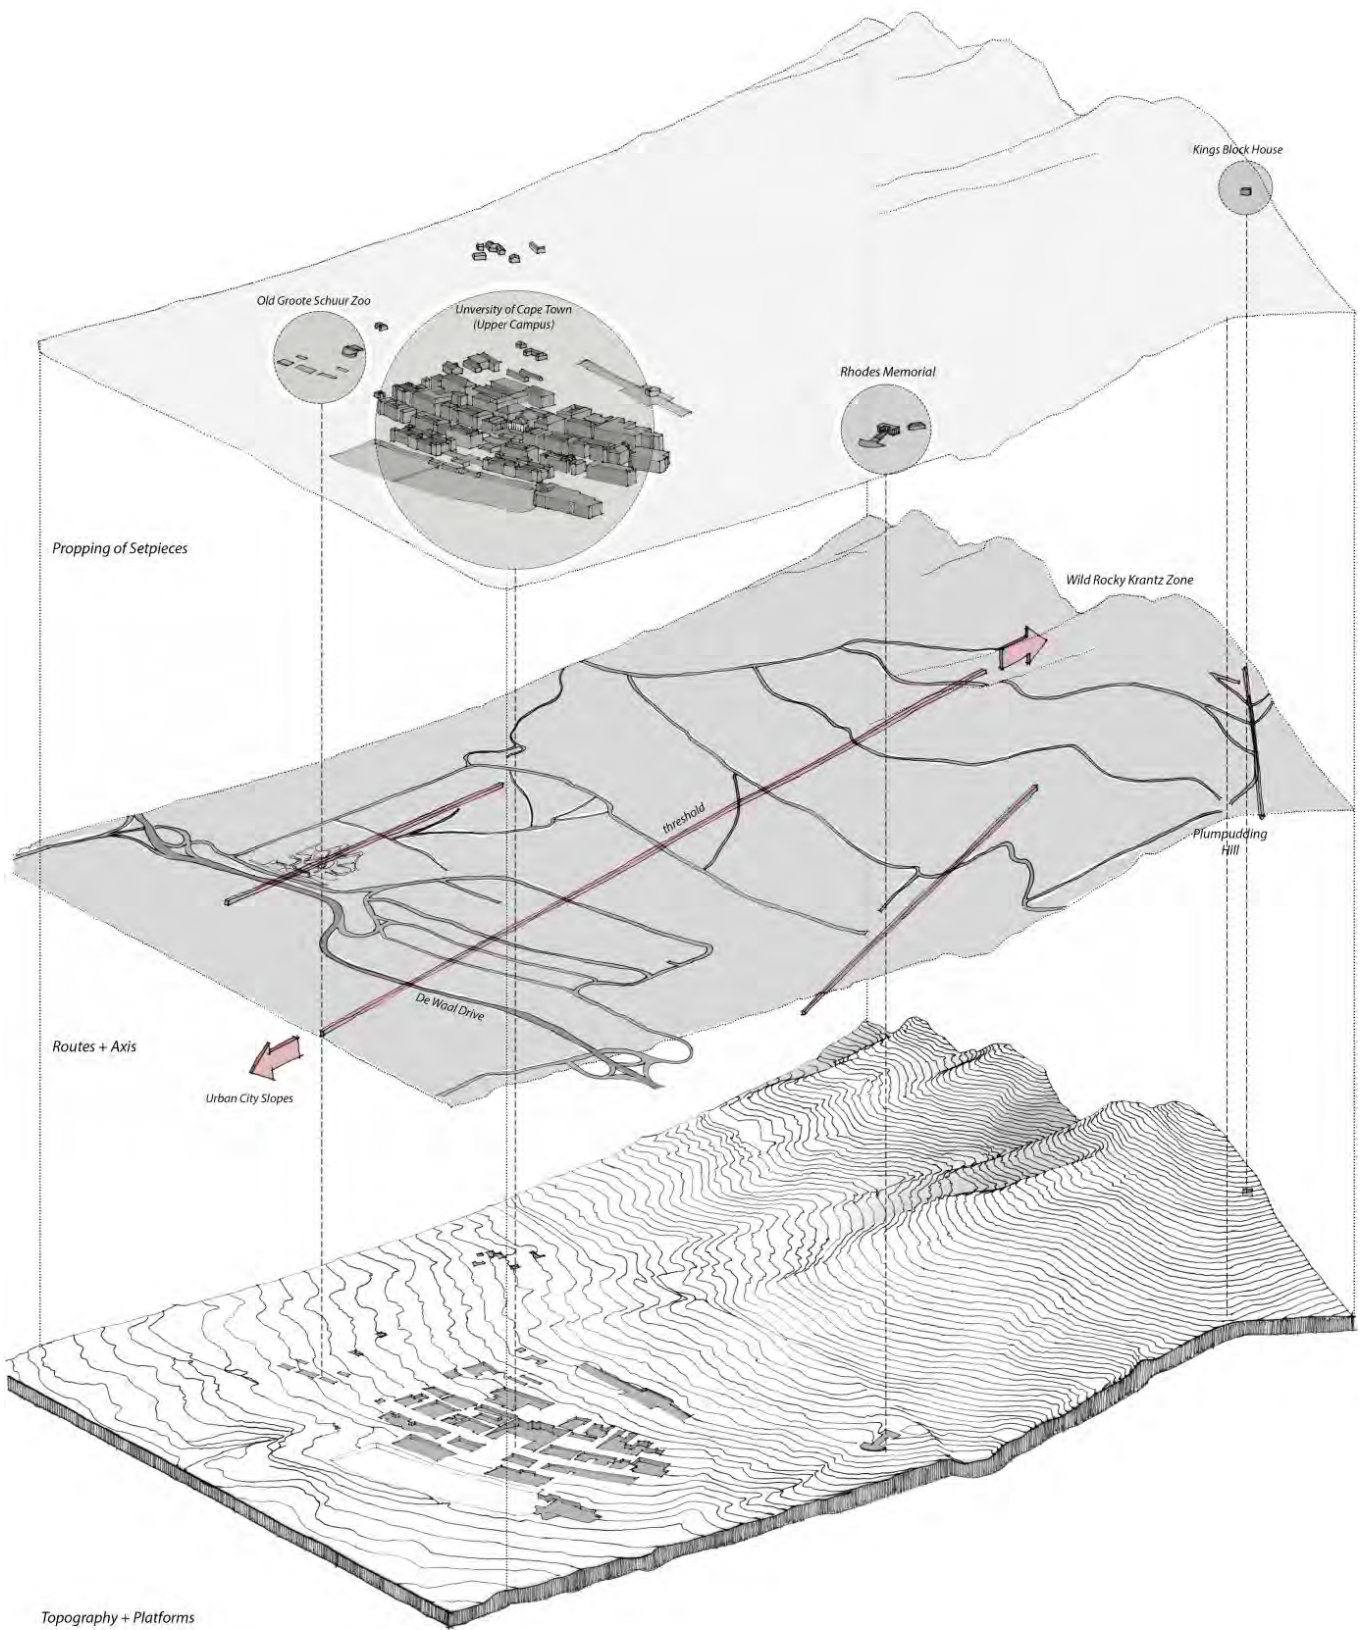 Kings Block House
Old Groote Schuur Zoo
Unversity of Cape Town
(Upper Campus)
Rhodes Memorial
Propping of Setpieces
Wild Rocky Krantz Zone
threshold
Plumpudding
Hill
De Waal Drive
Routes + Axis
Urban City Slopes
Topography + Platforms